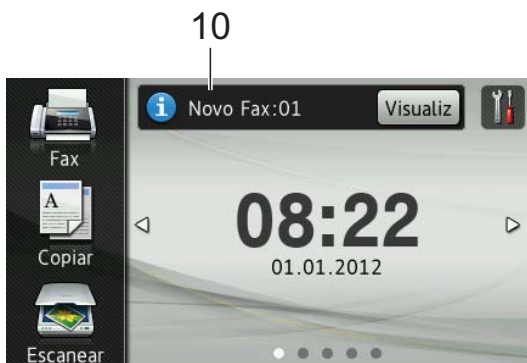 10
Novo Fax:01 Visualiz
Fax
A
Copiar
08:22
01.01.2012
Escanear